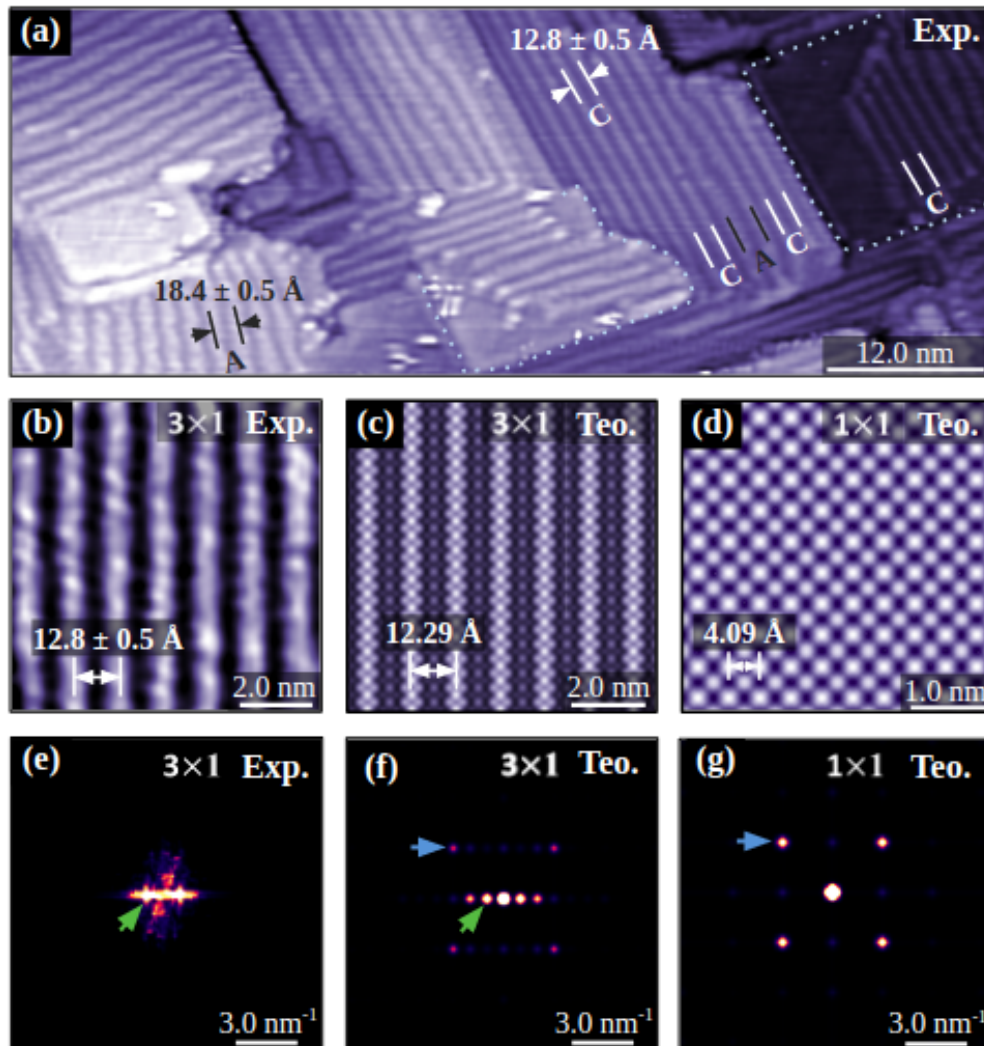 (a) 12.8 ± 0.5 Å Exp.
C
C
C A C
18.4 ± 0.5 Å
A
12.0 nm
(b) 3×1 Exp.
12.8 ± 0.5 Å
2.0 nm
(c) 3×1 Teo.
12.29 Å
2.0 nm
(d) 1×1 Teo.
4.09 Å
1.0 nm
(e) 3×1 Exp.
3.0 nm⁻¹
(f) 3×1 Teo.
3.0 nm⁻¹
(g) 1×1 Teo.
3.0 nm⁻¹